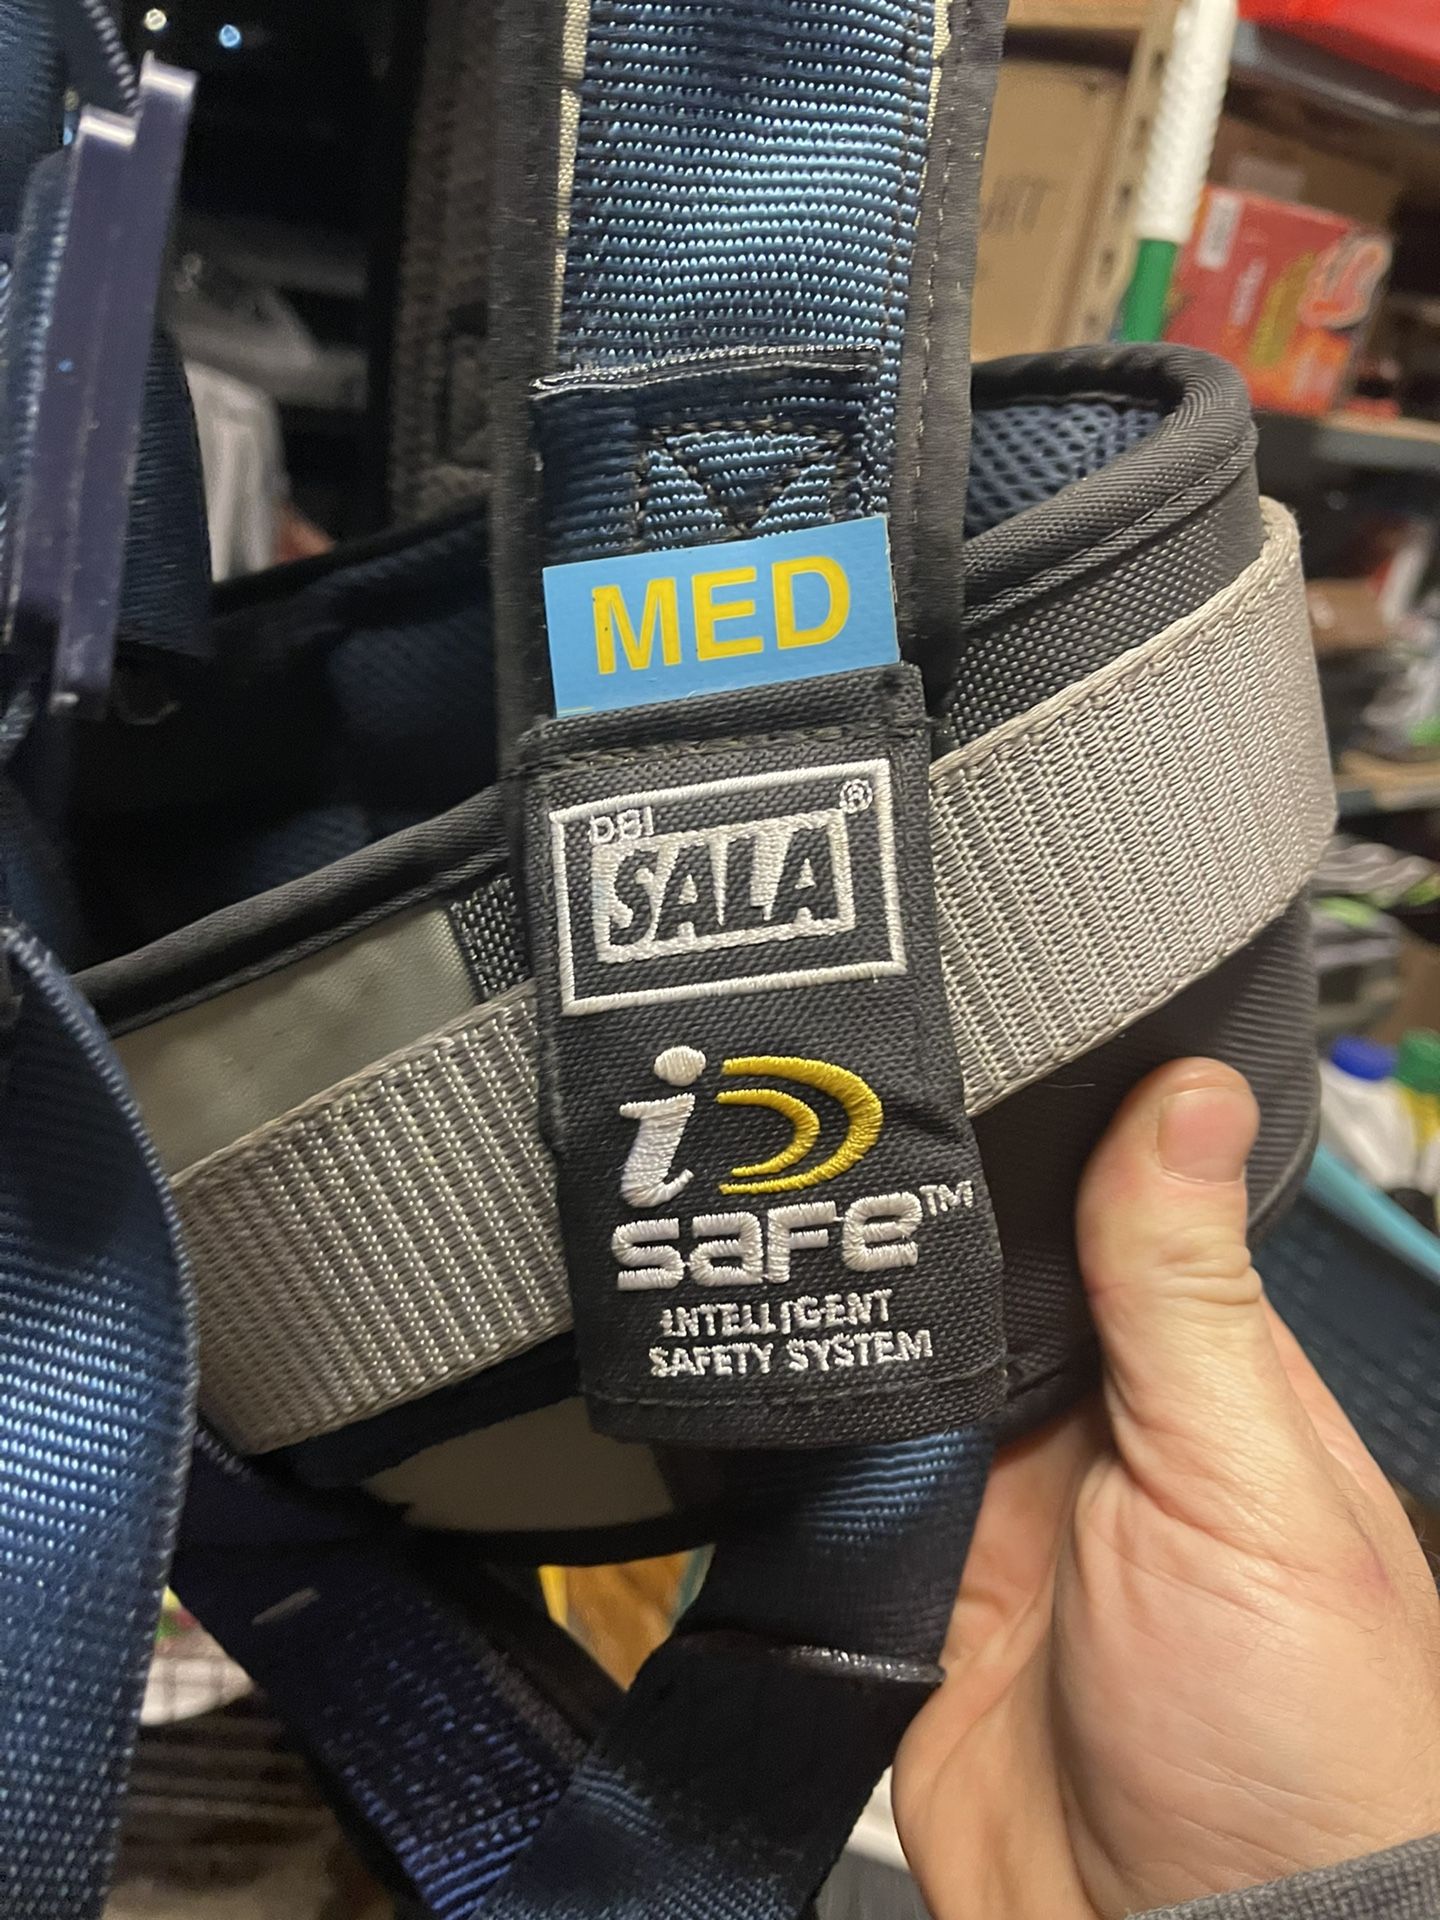 MED
DBI
SALA®
i
safe™
INTELLIGENT
SAFETY SYSTEM